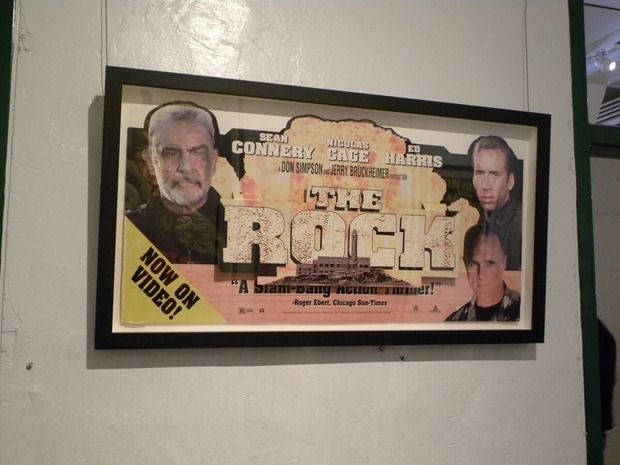 SEAN CONNERY
NICOLAS CAGE
ED HARRIS
A DON SIMPSON AND JERRY BRUCKHEIMER PRODUCTION
THE
ROCK
NOW ON
VIDEO!
"A Slam-Bang Action Thriller!"
-Roger Ebert, Chicago Sun-Times